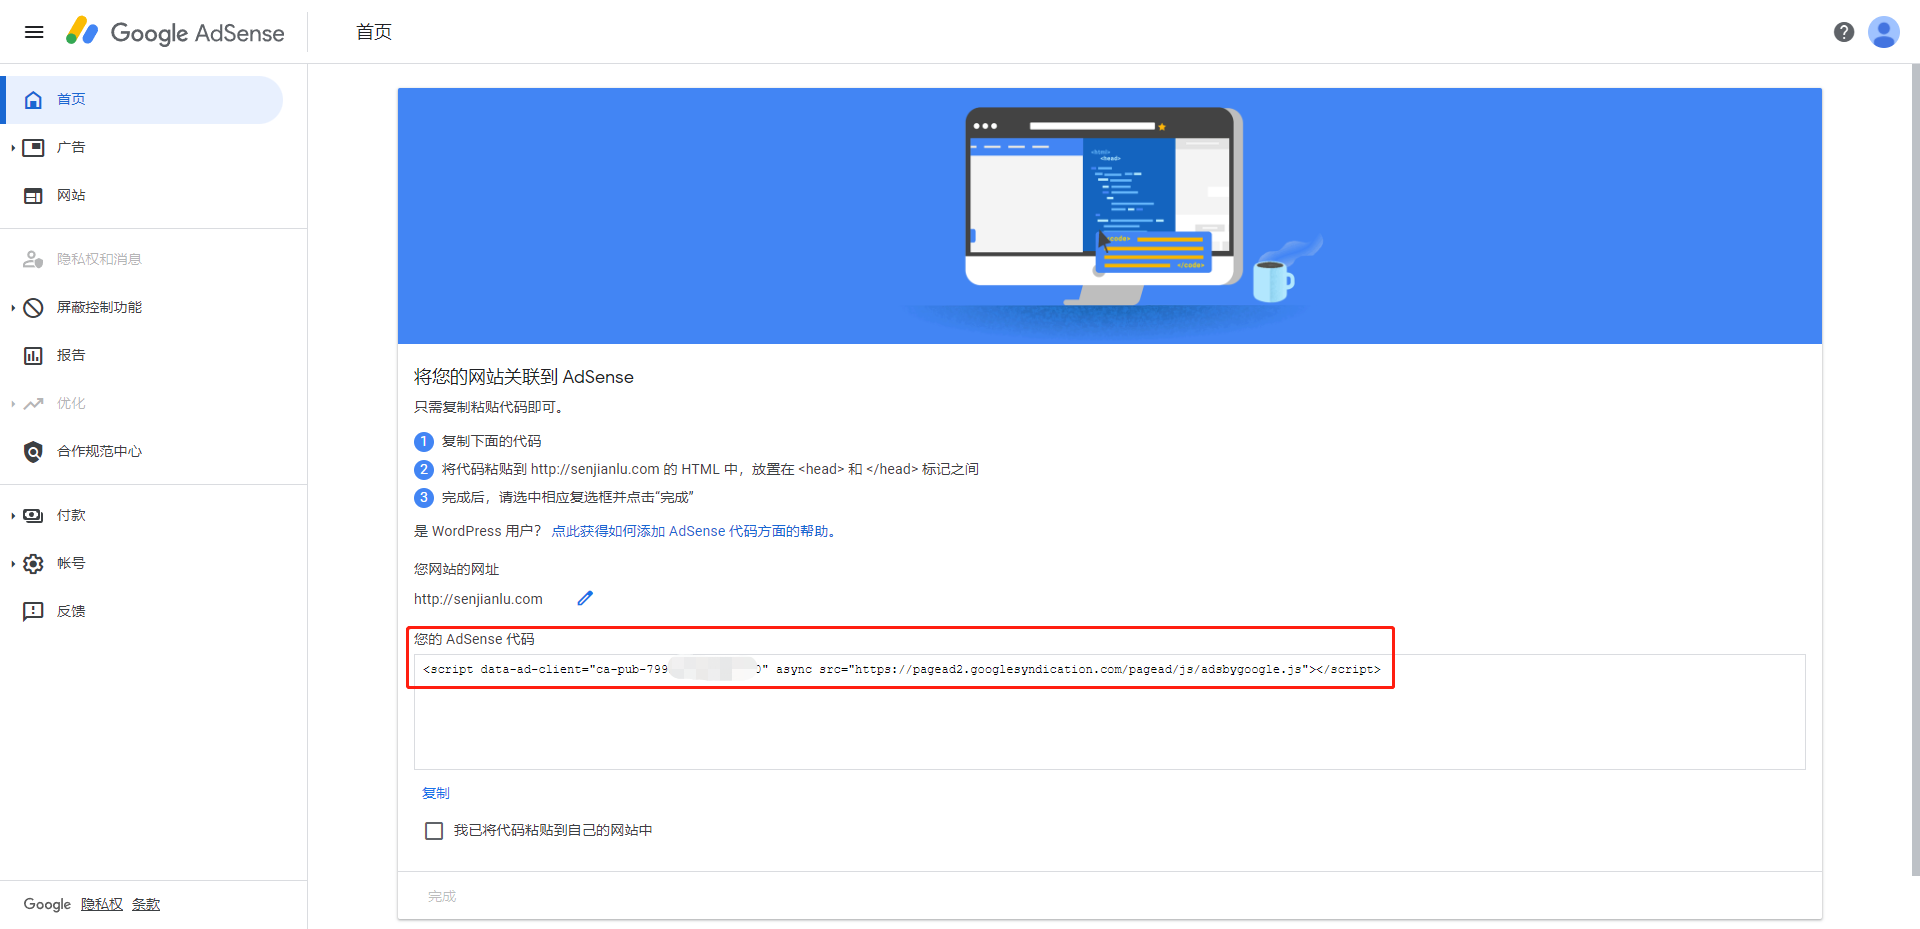 Google AdSense
首页
首页
广告
网站
隐私权和消息
屏蔽控制功能
报告
优化
合作规范中心
付款
帐号
反馈
Google 隐私权 条款
<html>
<head>
<code>
</code>
将您的网站关联到 AdSense
只需复制粘贴代码即可。
1 复制下面的代码
2 将代码粘贴到 http://senjianlu.com 的 HTML 中，放置在 <head> 和 </head> 标记之间
3 完成后，请选中相应复选框并点击“完成”
是 WordPress 用户？ 点此获得如何添加 AdSense 代码方面的帮助。
您网站的网址
http://senjianlu.com
您的 AdSense 代码
<script data-ad-client="ca-pub-799 0" async src="https://pagead2.googlesyndication.com/pagead/js/adsbygoogle.js"></script>
复制
我已将代码粘贴到自己的网站中
完成